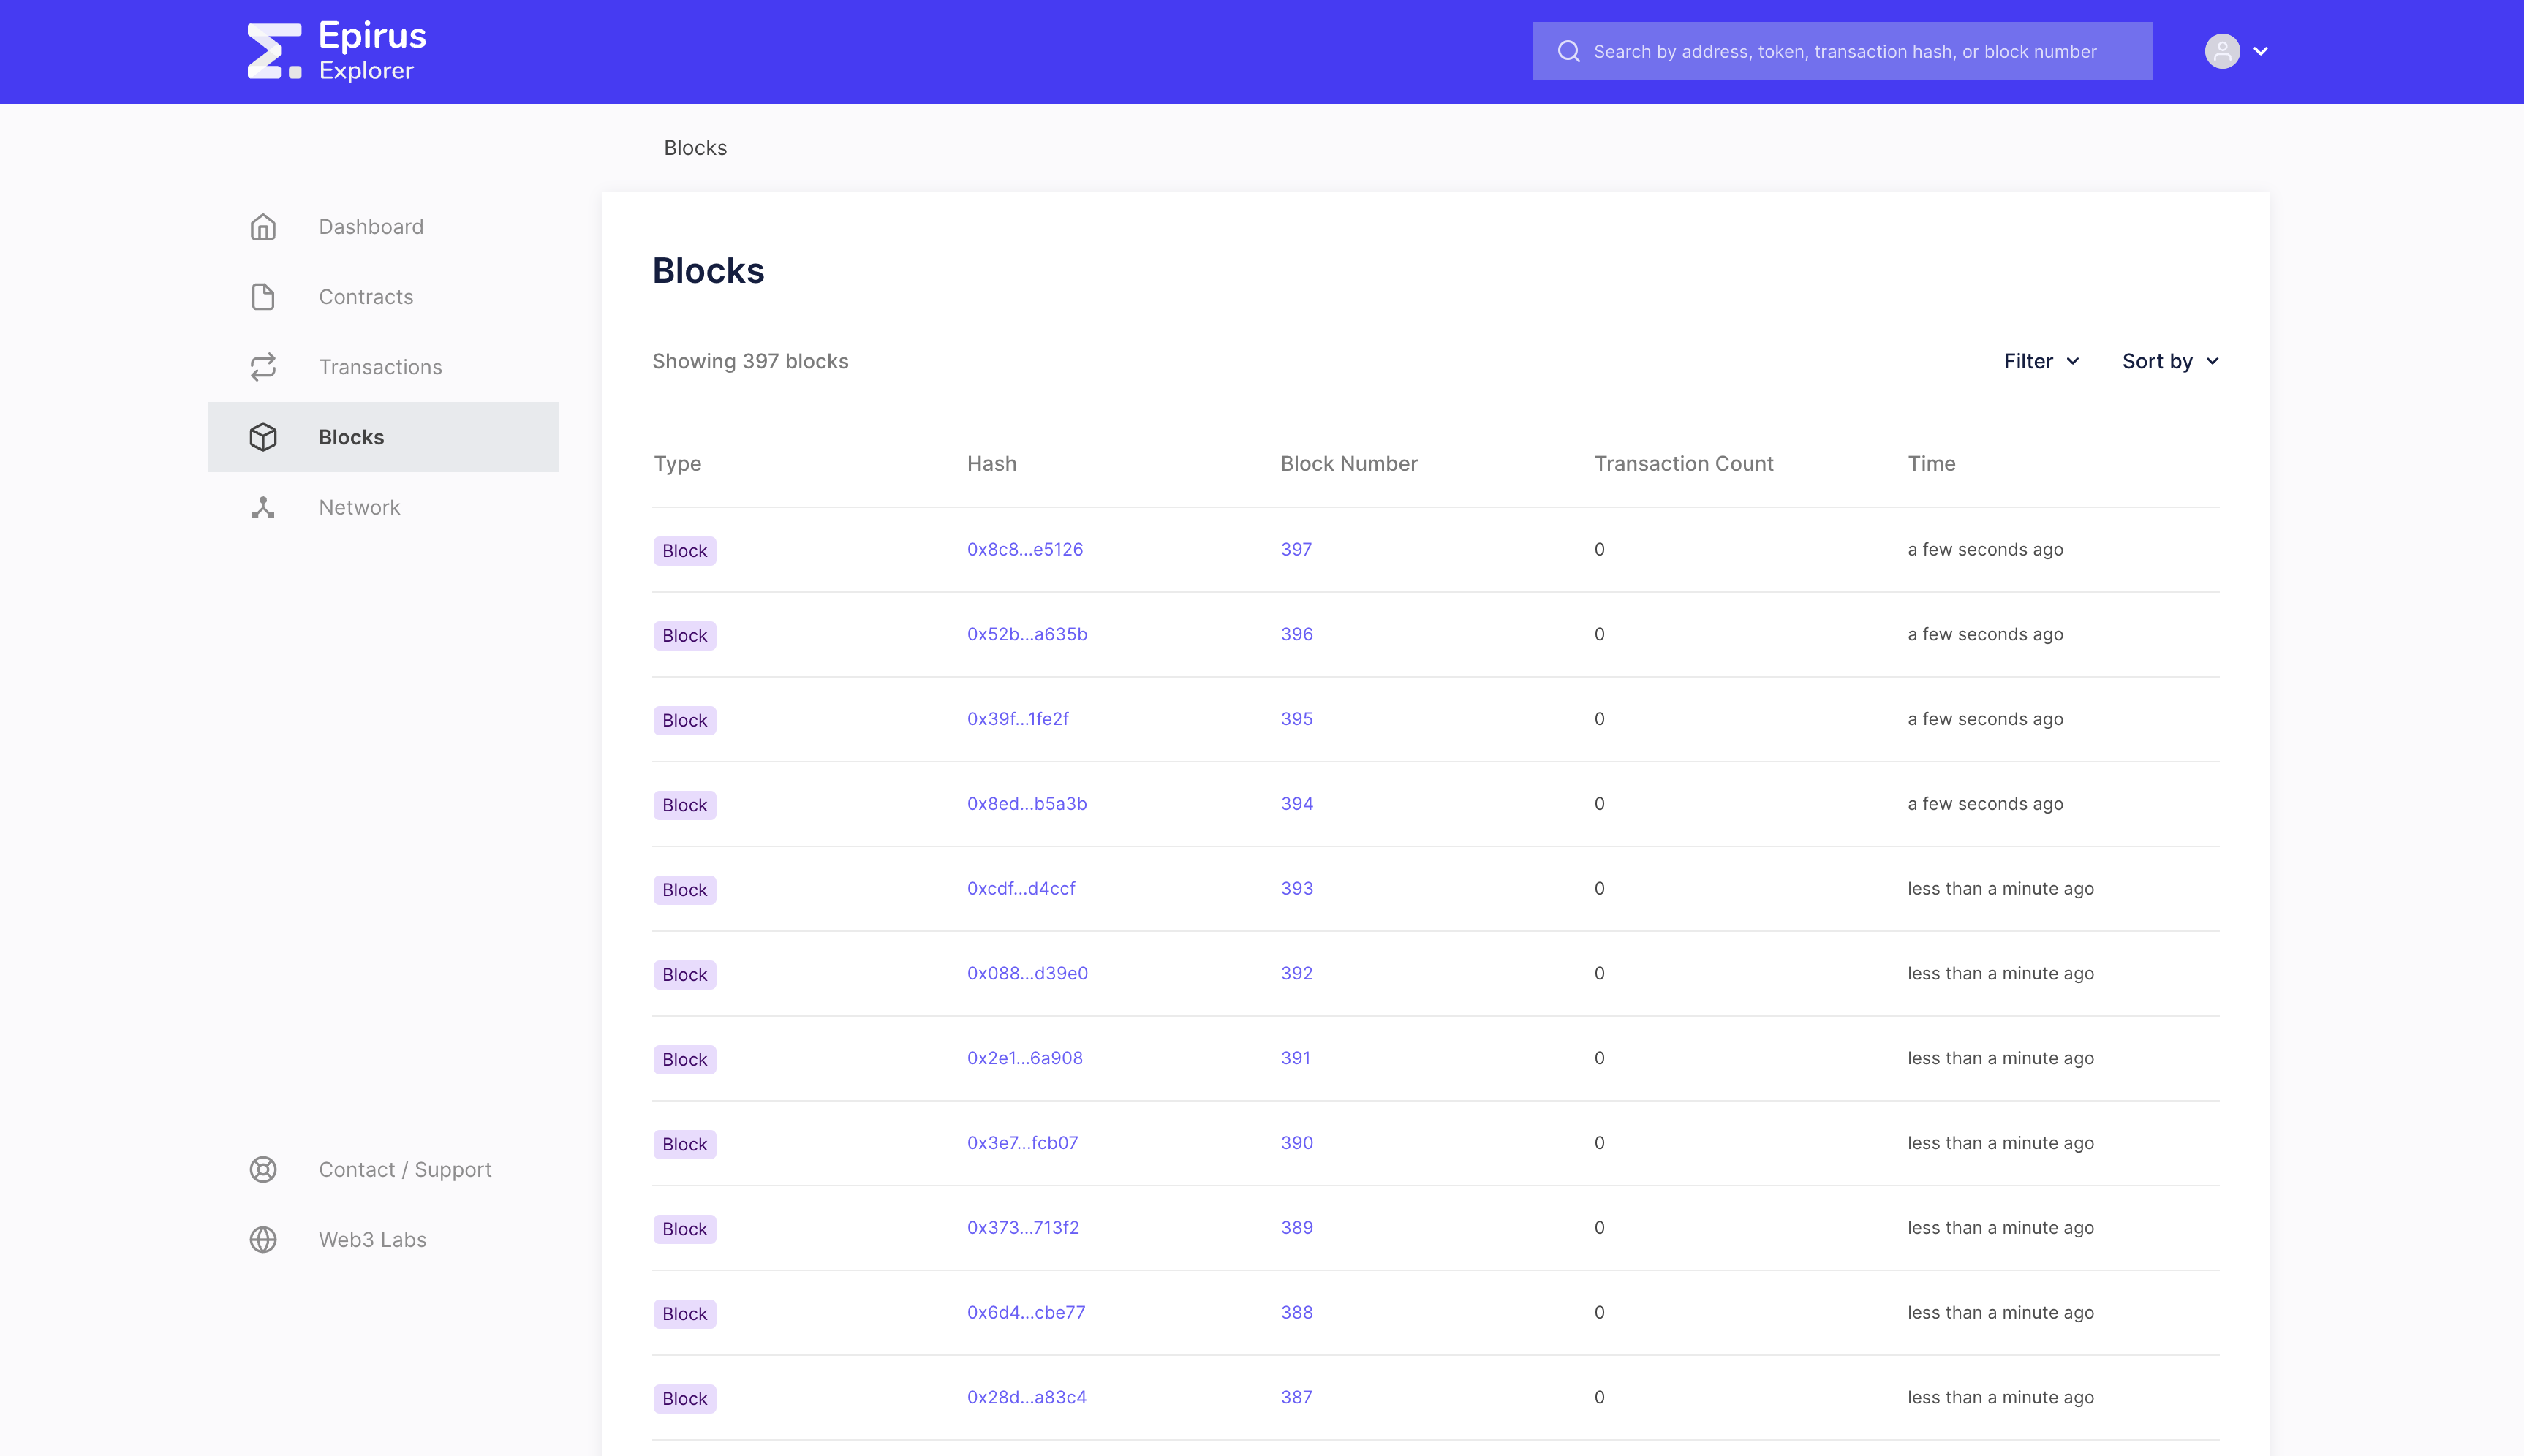 Epirus
Explorer
Search by address, token, transaction hash, or block number
Blocks
Dashboard
Contracts
Transactions
Blocks
Network
Contact / Support
Web3 Labs
Blocks
Showing 397 blocks
Filter Sort by
Type Hash Block Number Transaction Count Time
Block 0x8c8...e5126 397 0 a few seconds ago
Block 0x52b...a635b 396 0 a few seconds ago
Block 0x39f...1fe2f 395 0 a few seconds ago
Block 0x8ed...b5a3b 394 0 a few seconds ago
Block 0xcdf...d4ccf 393 0 less than a minute ago
Block 0x088...d39e0 392 0 less than a minute ago
Block 0x2e1...6a908 391 0 less than a minute ago
Block 0x3e7...fcb07 390 0 less than a minute ago
Block 0x373...713f2 389 0 less than a minute ago
Block 0x6d4...cbe77 388 0 less than a minute ago
Block 0x28d...a83c4 387 0 less than a minute ago